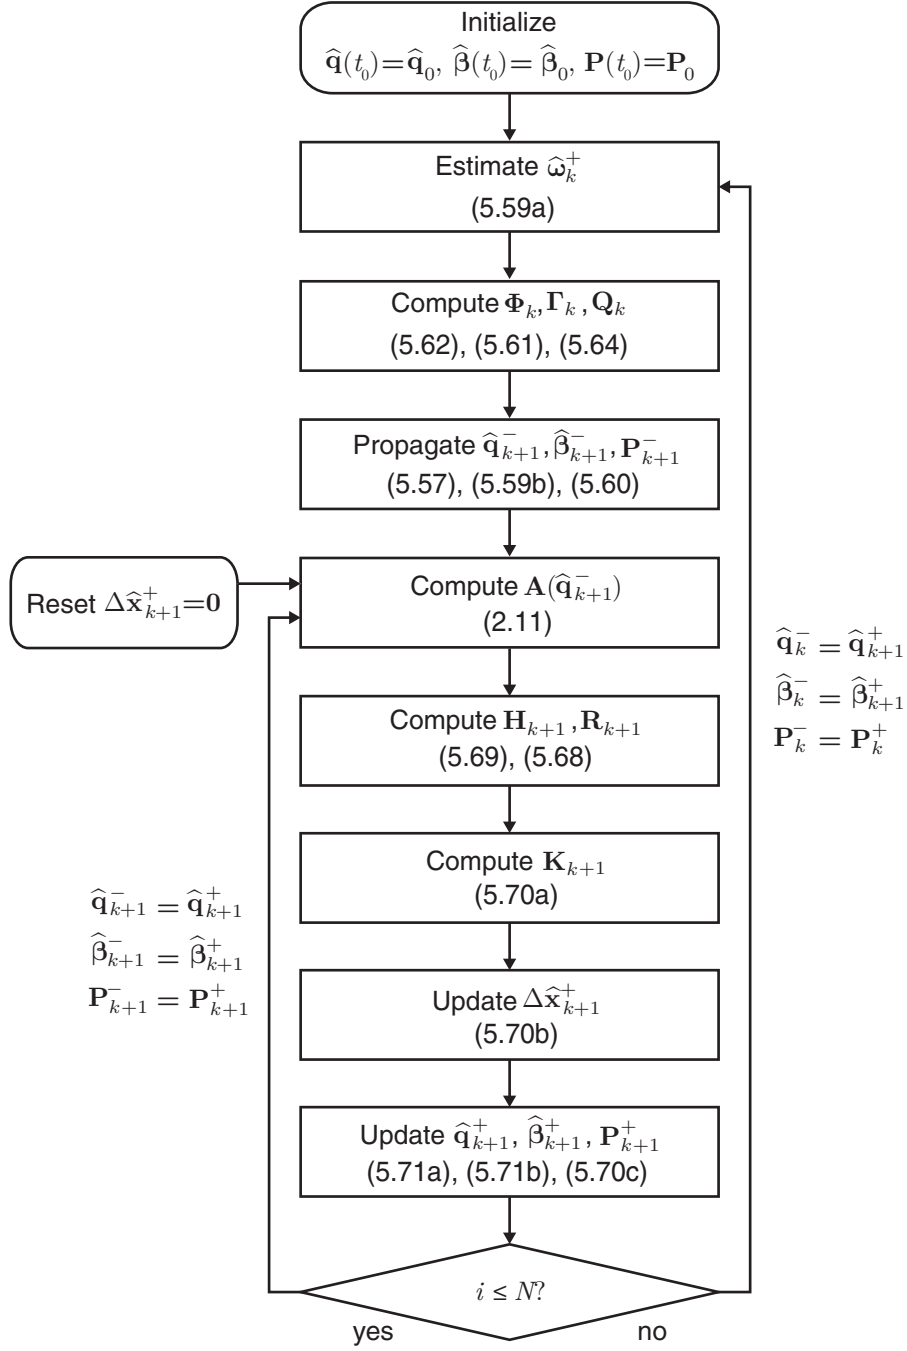 Initialize
q̂(t₀)=q̂₀, β̂(t₀)=β̂₀, P(t₀)=P₀
Estimate ω̂ₖ⁺
(5.59a)
Compute Φₖ, Γₖ, Qₖ
(5.62), (5.61), (5.64)
Propagate q̂ₖ₊₁⁻, β̂ₖ₊₁⁻, Pₖ₊₁⁻
(5.57), (5.59b), (5.60)
Reset Δx̂ₖ₊₁⁺=0
Compute A(q̂ₖ₊₁⁻)
(2.11)
q̂ₖ⁻ = q̂ₖ₊₁⁺
β̂ₖ⁻ = β̂ₖ₊₁⁺
Pₖ⁻ = Pₖ⁺
Compute Hₖ₊₁, Rₖ₊₁
(5.69), (5.68)
Compute Kₖ₊₁
(5.70a)
q̂ₖ₊₁⁻ = q̂ₖ₊₁⁺
β̂ₖ₊₁⁻ = β̂ₖ₊₁⁺
Pₖ₊₁⁻ = Pₖ₊₁⁺
Update Δx̂ₖ₊₁⁺
(5.70b)
Update q̂ₖ₊₁⁺, β̂ₖ₊₁⁺, Pₖ₊₁⁺
(5.71a), (5.71b), (5.70c)
i ≤ N?
yes
no